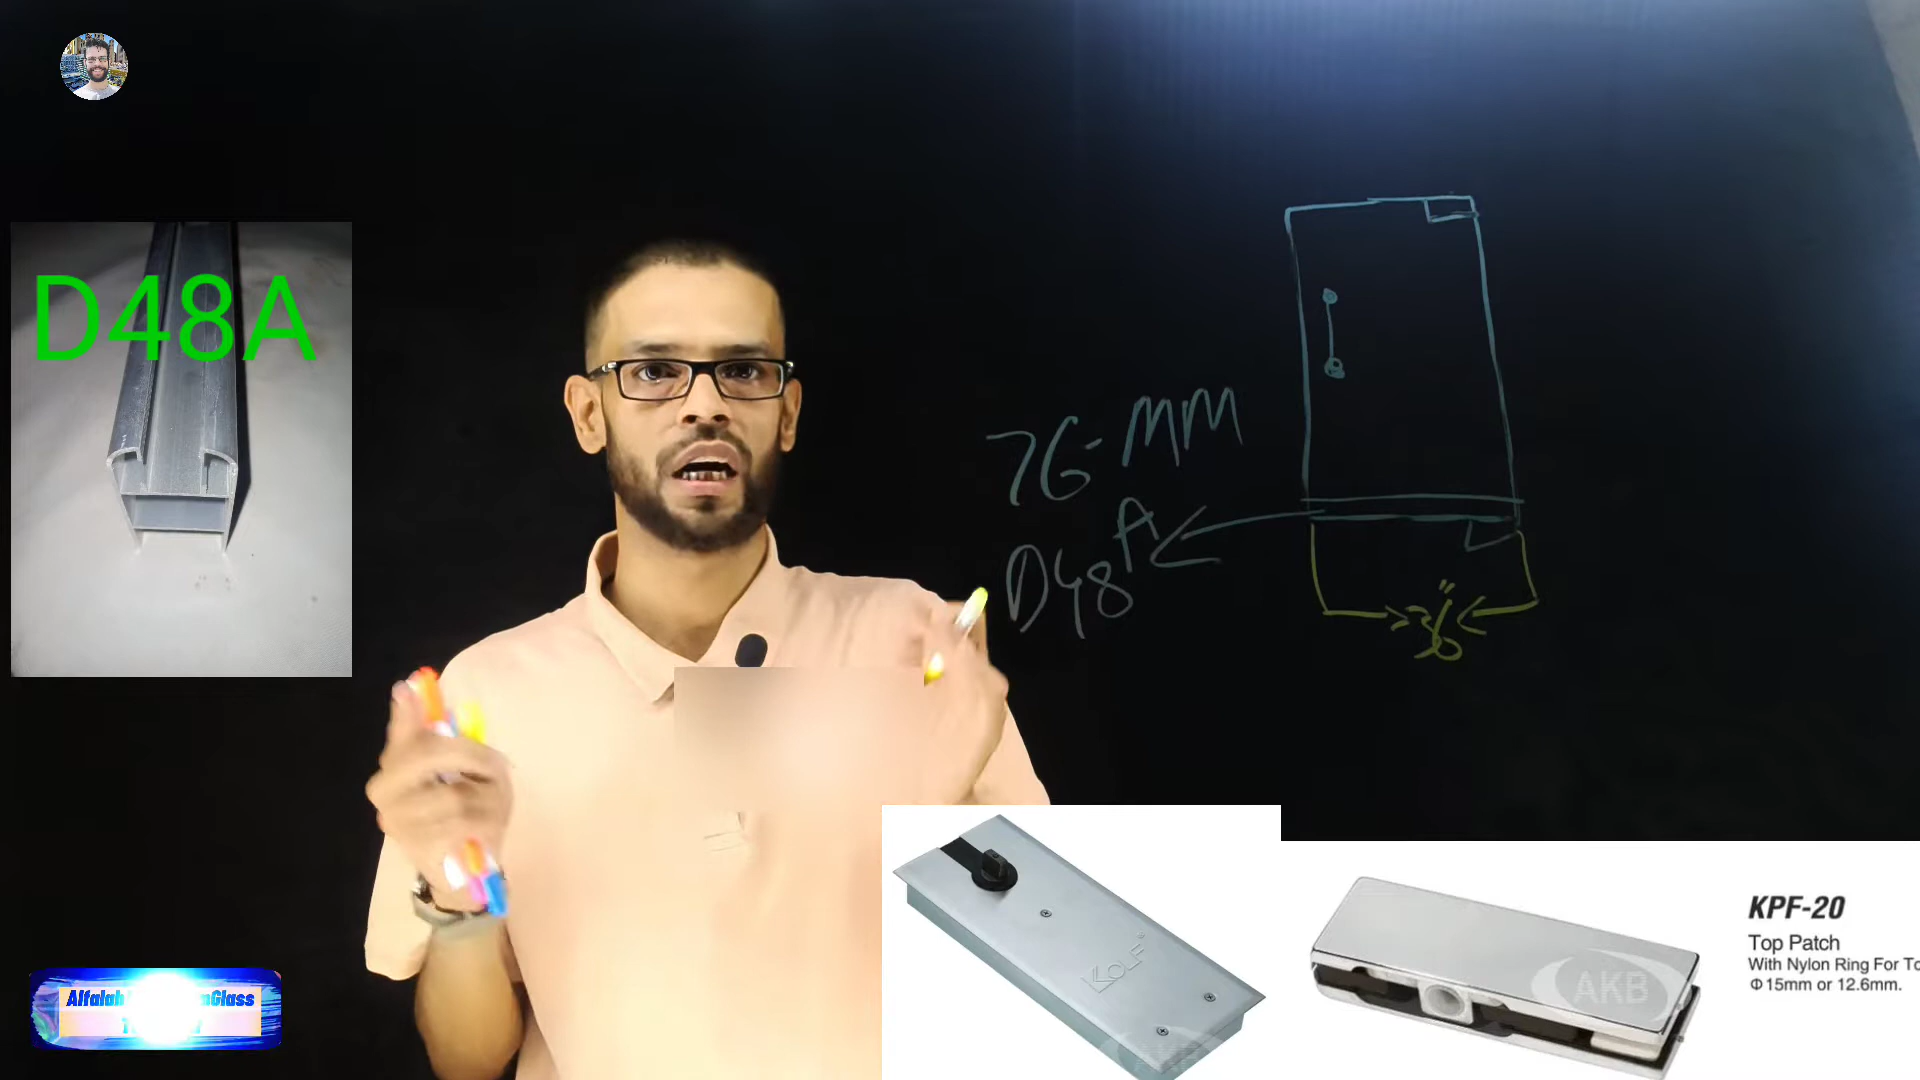 D48A
76-MM
D48A
36"
KOLF
AKB
KPF-20
Top Patch
With Nylon Ring For To
Φ15mm or 12.6mm.
Glass